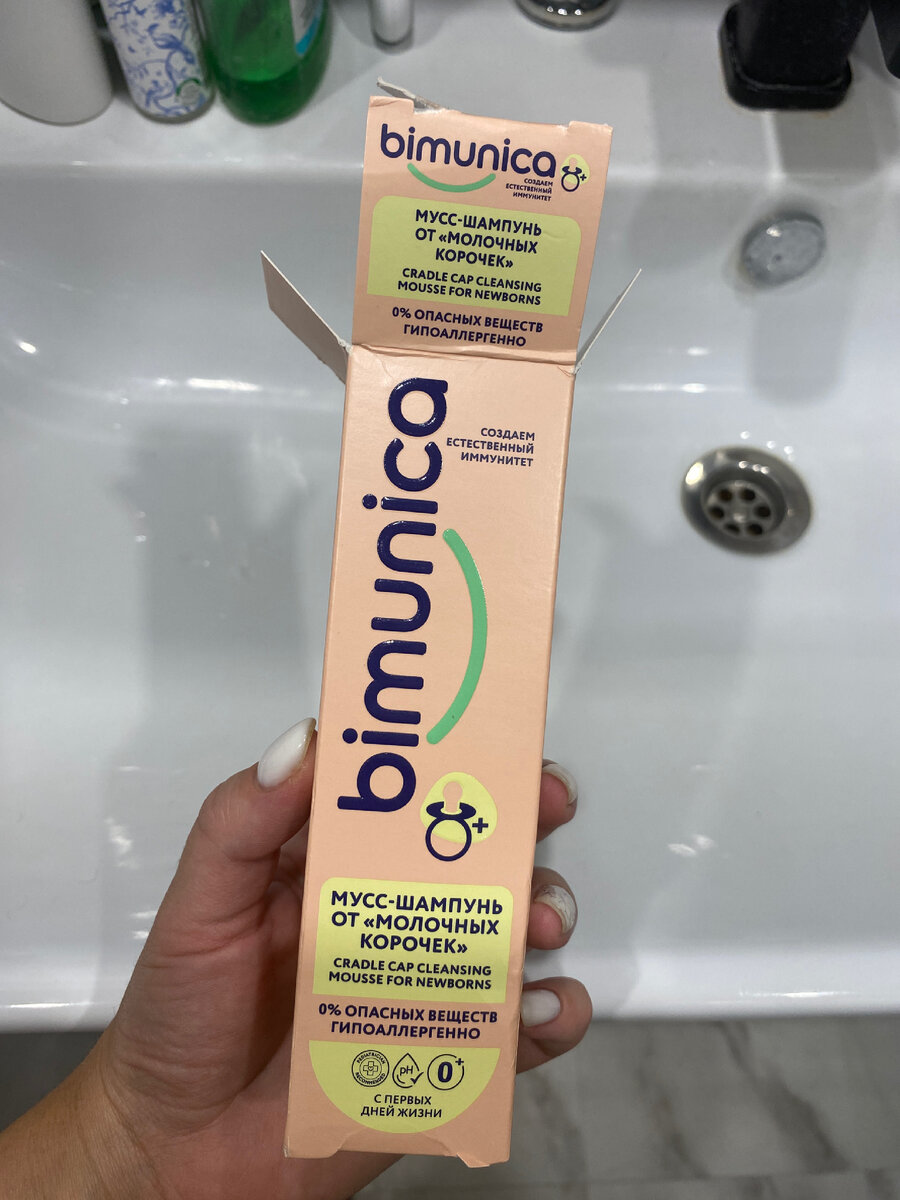 bimunica
СОЗДАЕМ
ЕСТЕСТВЕННЫЙ
ИММУНИТЕТ
МУСС-ШАМПУНЬ
ОТ «МОЛОЧНЫХ
КОРОЧЕК»
CRADLE CAP CLEANSING
MOUSSE FOR NEWBORNS
0% ОПАСНЫХ ВЕЩЕСТВ
ГИПОАЛЛЕРГЕННО
bimunica
СОЗДАЕМ
ЕСТЕСТВЕННЫЙ
ИММУНИТЕТ
МУСС-ШАМПУНЬ
ОТ «МОЛОЧНЫХ
КОРОЧЕК»
CRADLE CAP CLEANSING
MOUSSE FOR NEWBORNS
0% ОПАСНЫХ ВЕЩЕСТВ
ГИПОАЛЛЕРГЕННО
PEDIATRICIAN
RECOMMENDED
pH
0+
С ПЕРВЫХ
ДНЕЙ ЖИЗНИ